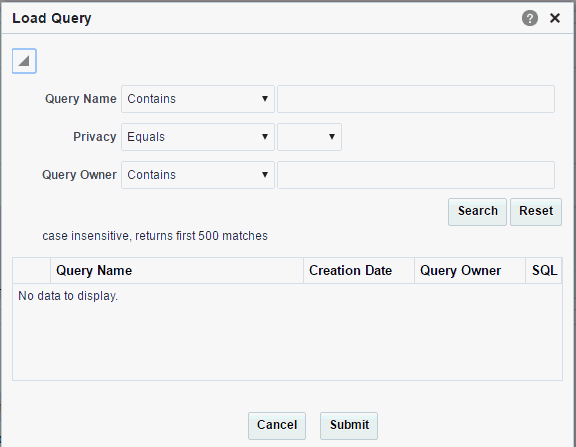 Load Query
Query Name Contains
Privacy Equals
Query Owner Contains
Search Reset
case insensitive, returns first 500 matches
Query Name Creation Date Query Owner SQL
No data to display.
Cancel Submit